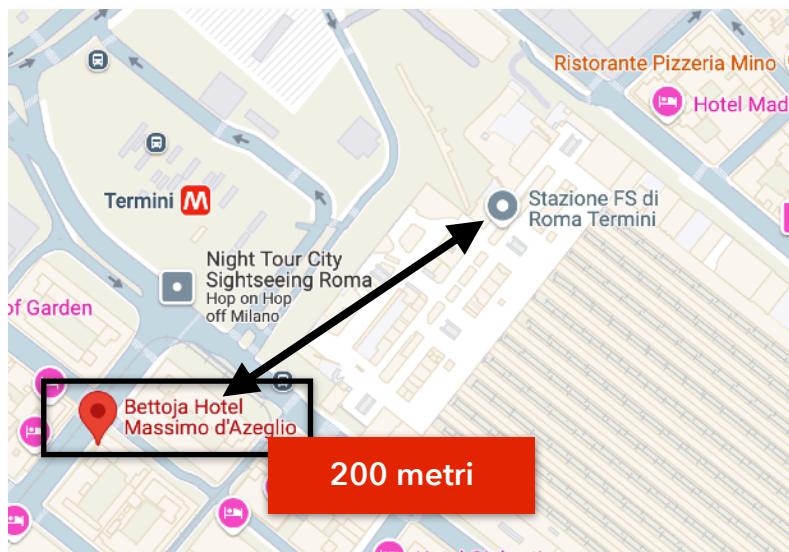 Ristorante Pizzeria Mino
Hotel Mad
Stazione FS di
Roma Termini
Termini M
Night Tour City
Sightseeing Roma
Hop on Hop
off Milano
of Garden
Bettoja Hotel
Massimo d'Azeglio
200 metri